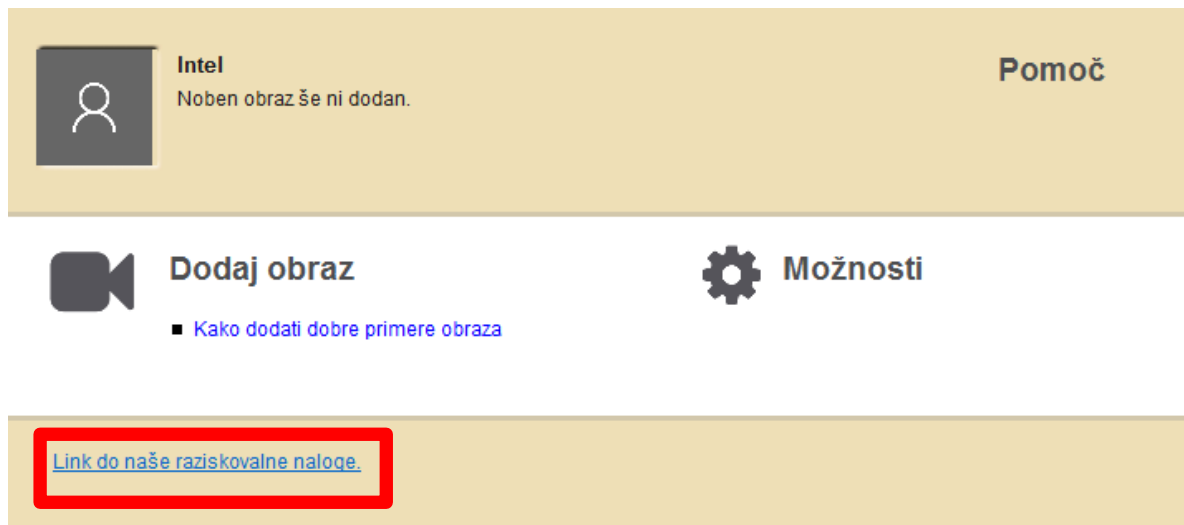 Intel
Noben obraz še ni dodan.
Pomoč
Dodaj obraz
Kako dodati dobre primere obraza
Možnosti
Link do naše raziskovalne naloge.